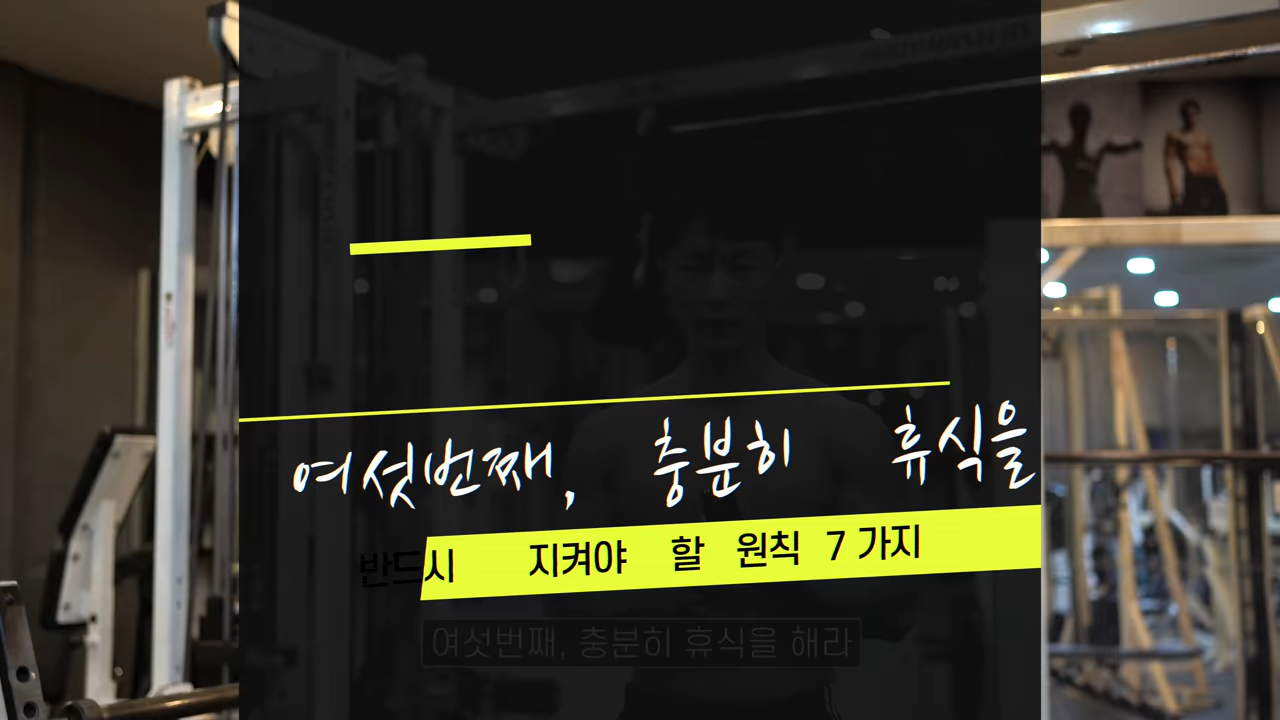 여섯번째, 충분히 휴식을
반드시 지켜야 할 원칙 7 가지
여섯번째, 충분히 휴식을 해라